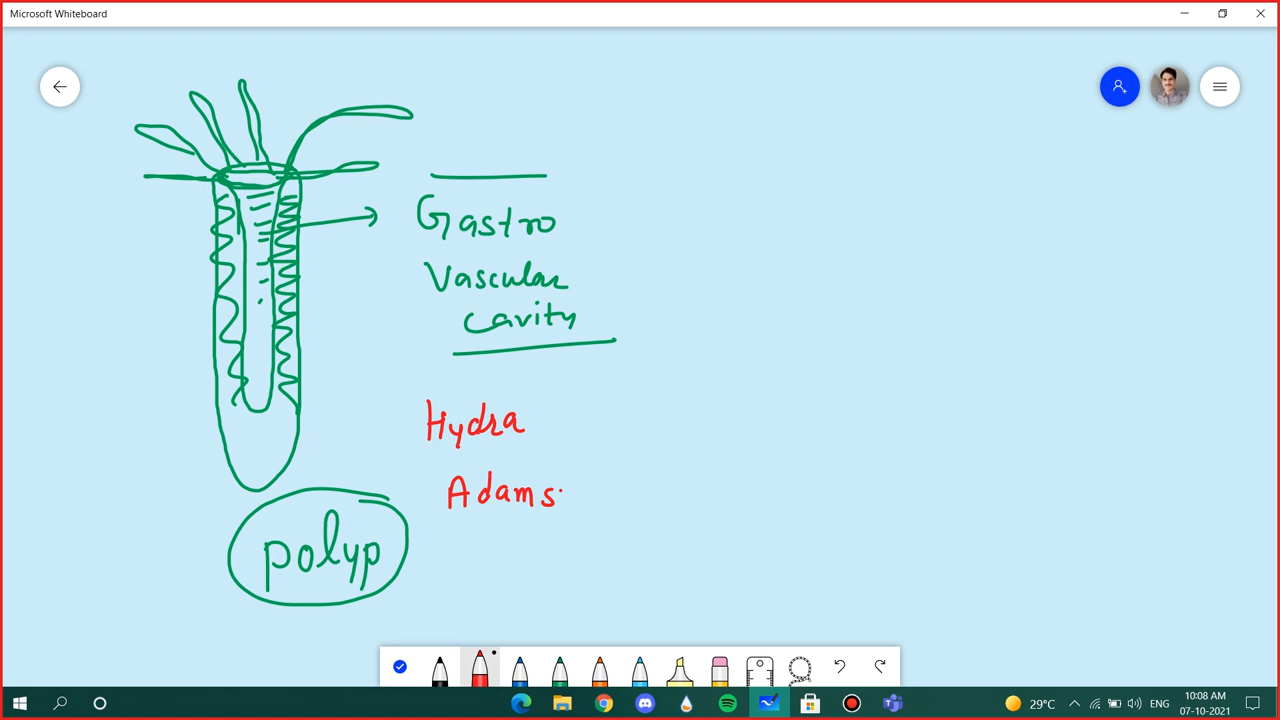 Microsoft Whiteboard
Gastro
Vascular
cavity
Hydra
Adams
polyp
29°C
ENG
10:08 AM
07-10-2021